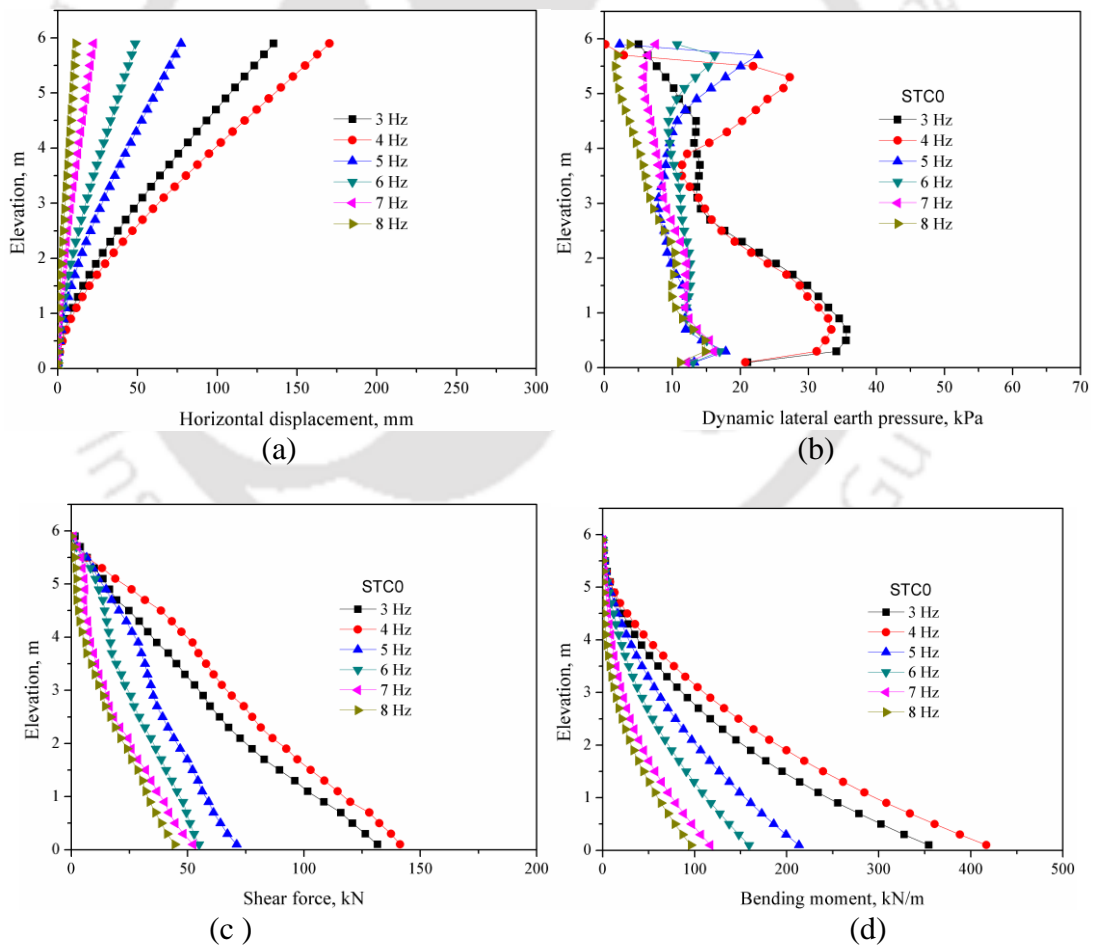 6
5
4
3
2
1
0
Elevation, m
3 Hz
4 Hz
5 Hz
6 Hz
7 Hz
8 Hz
0 50 100 150 200 250 300
Horizontal displacement, mm
(a)
6
5
4
3
2
1
0
Elevation, m
STC0
3 Hz
4 Hz
5 Hz
6 Hz
7 Hz
8 Hz
0 10 20 30 40 50 60 70
Dynamic lateral earth pressure, kPa
(b)
6
5
4
3
2
1
0
Elevation, m
STC0
3 Hz
4 Hz
5 Hz
6 Hz
7 Hz
8 Hz
0 50 100 150 200
Shear force, kN
(c )
6
5
4
3
2
1
0
Elevation, m
STC0
3 Hz
4 Hz
5 Hz
6 Hz
7 Hz
8 Hz
0 100 200 300 400 500
Bending moment, kN/m
(d)
Ins
Gu